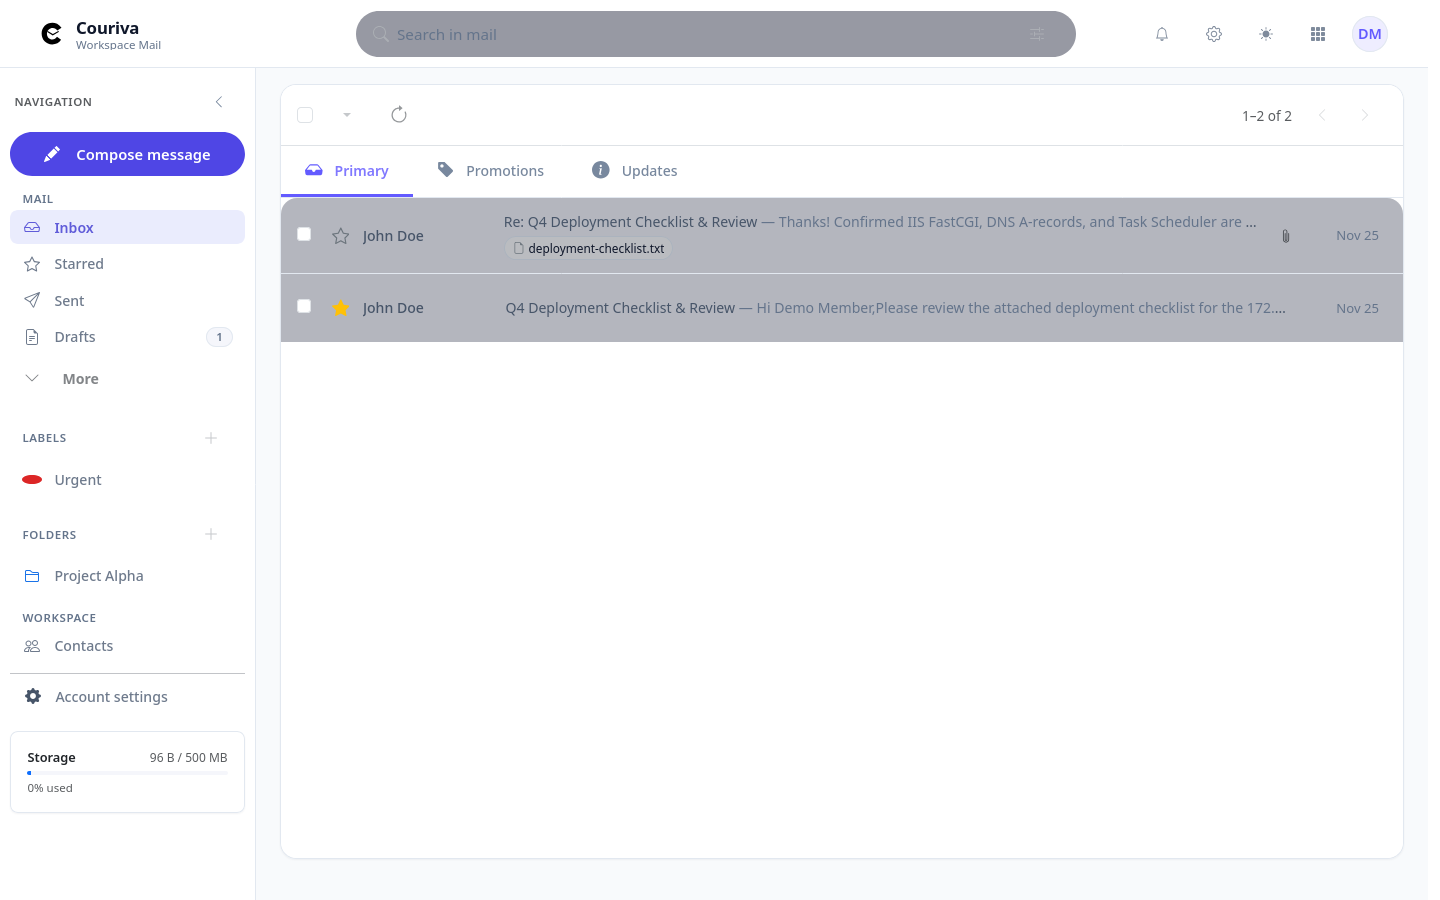 Couriva
Workspace Mail
Search in mail
DM
NAVIGATION
Compose message
MAIL
Inbox
Starred
Sent
Drafts 1
More
LABELS
Urgent
FOLDERS
Project Alpha
WORKSPACE
Contacts
Account settings
Storage 96 B / 500 MB
0% used
1–2 of 2
Primary Promotions Updates
John Doe Re: Q4 Deployment Checklist & Review — Thanks! Confirmed IIS FastCGI, DNS A-records, and Task Scheduler are ... Nov 25
deployment-checklist.txt
John Doe Q4 Deployment Checklist & Review — Hi Demo Member,Please review the attached deployment checklist for the 172.... Nov 25